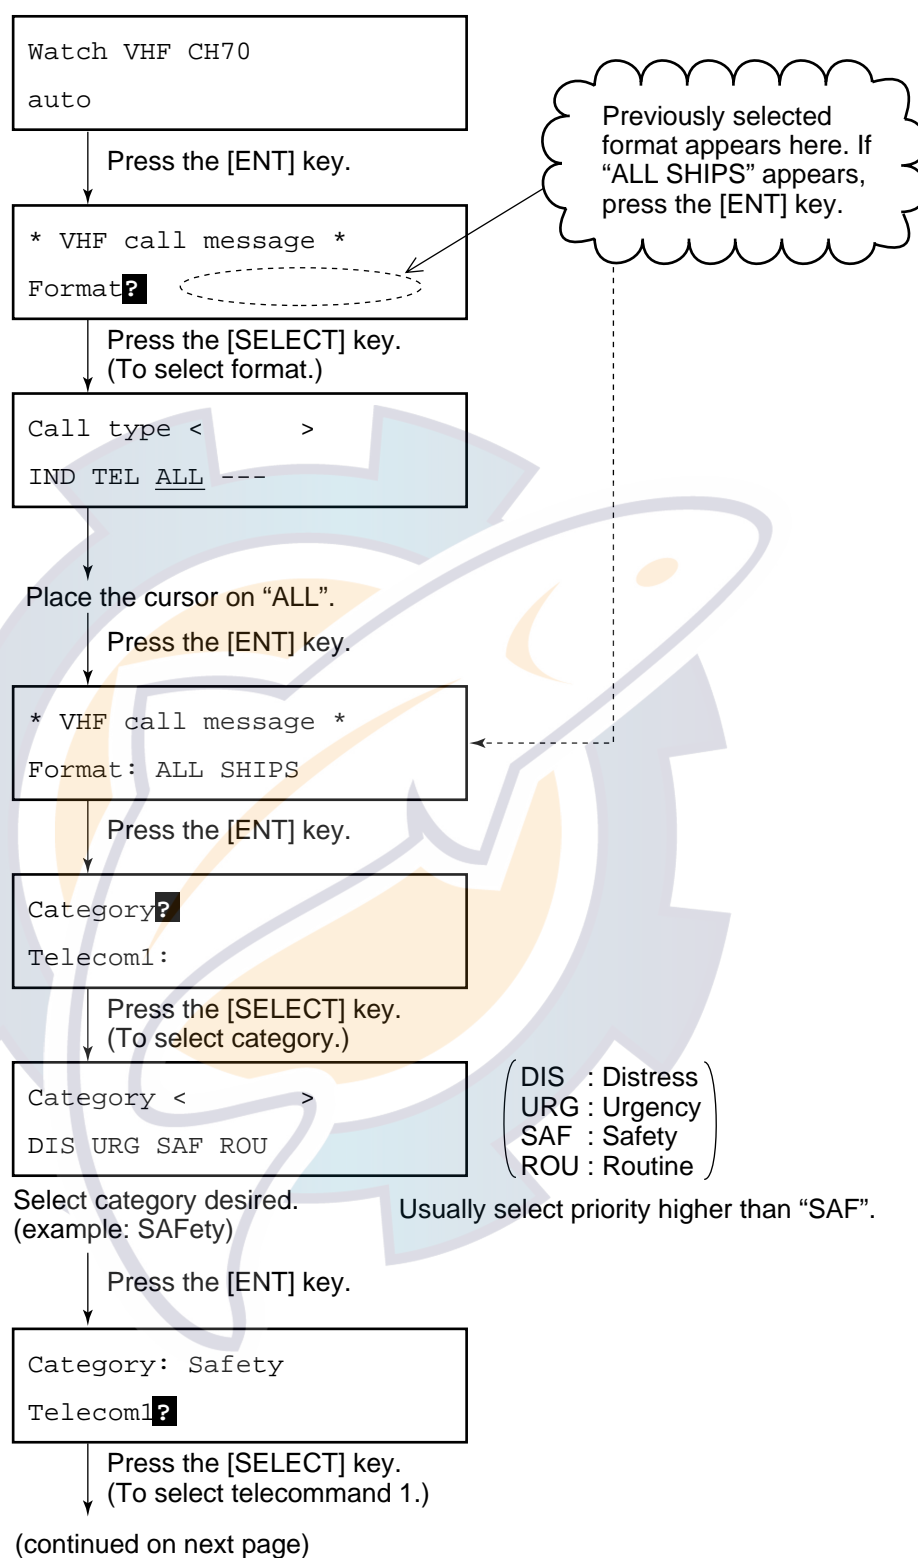 Watch VHF CH70
auto
Press the [ENT] key.
Previously selected
format appears here. If
“ALL SHIPS” appears,
press the [ENT] key.
* VHF call message *
Format?
Press the [SELECT] key.
(To select format.)
Call type < >
IND TEL ALL ---
Place the cursor on “ALL”.
Press the [ENT] key.
* VHF call message *
Format: ALL SHIPS
Press the [ENT] key.
Category?
Telecom1:
Press the [SELECT] key.
(To select category.)
Category < >
DIS URG SAF ROU
DIS : Distress
URG : Urgency
SAF : Safety
ROU : Routine
Select category desired.
(example: SAFety)
Usually select priority higher than “SAF”.
Press the [ENT] key.
Category: Safety
Telecom1?
Press the [SELECT] key.
(To select telecommand 1.)
(continued on next page)